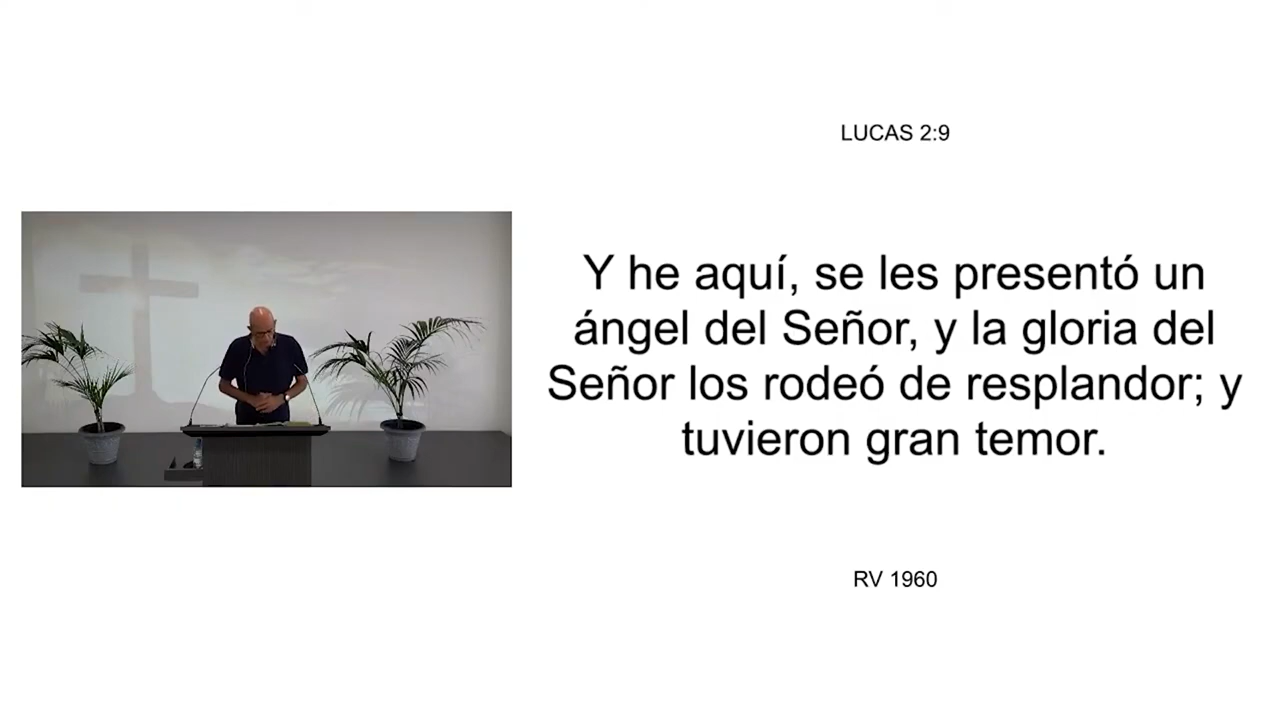 LUCAS 2:9
Y he aquí, se les presentó un
ángel del Señor, y la gloria del
Señor los rodeó de resplandor; y
tuvieron gran temor.
RV 1960